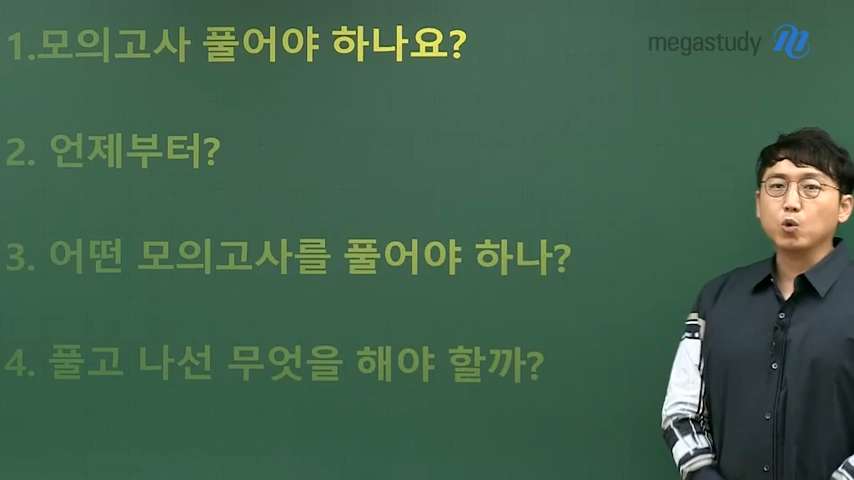 1.모의고사 풀어야 하나요?
megastudy
2. 언제부터?
3. 어떤 모의고사를 풀어야 하나?
4. 풀고 나선 무엇을 해야 할까?